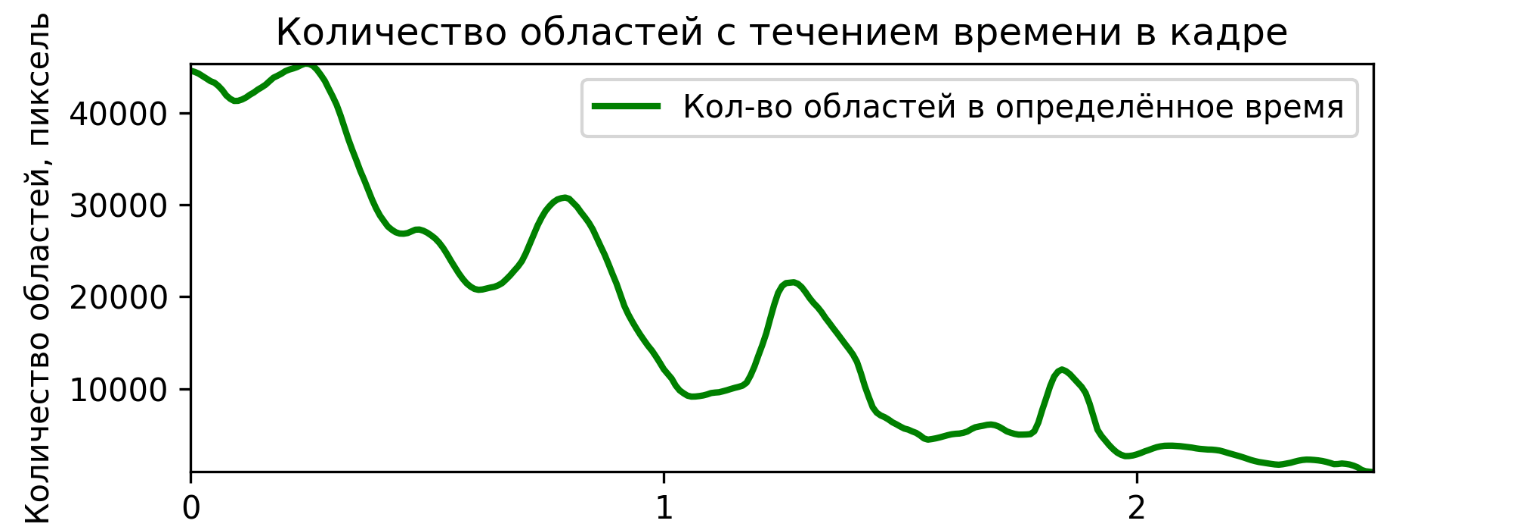 Количество областей с течением времени в кадре
Количество областей, пиксель
Кол-во областей в определённое время
40000
30000
20000
10000
0 1 2